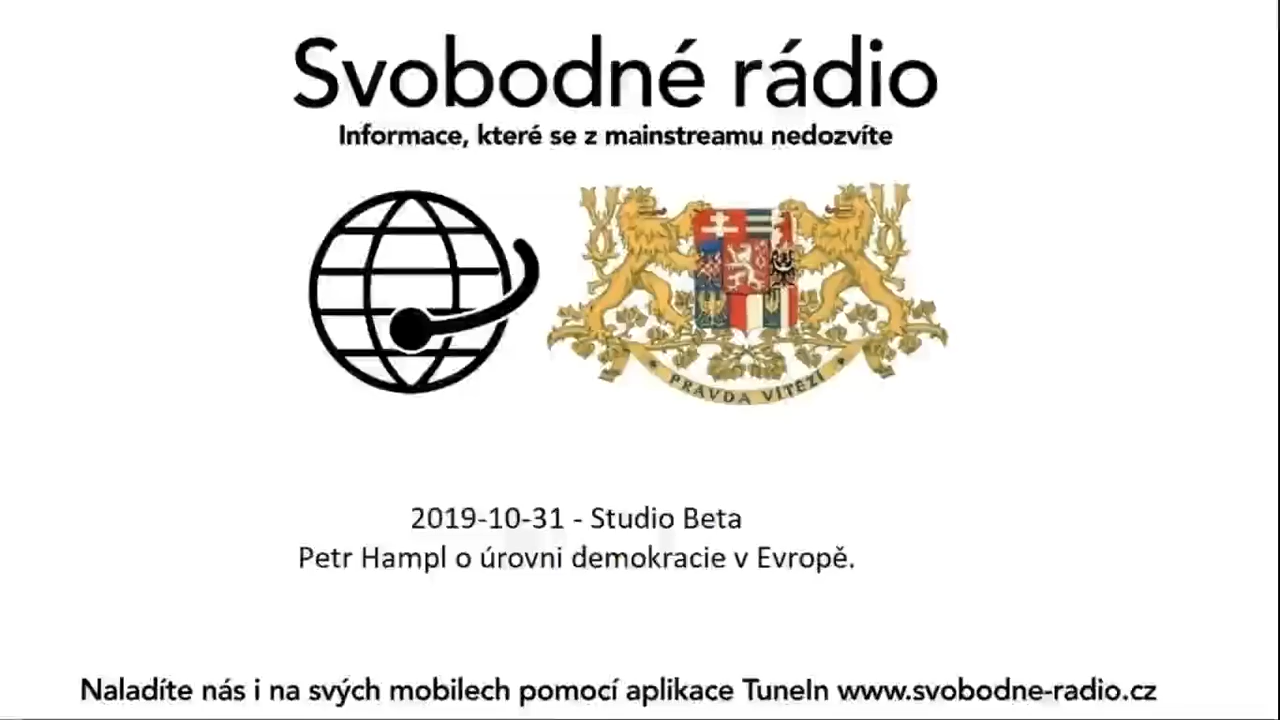 Svobodné rádio
Informace, které se z mainstreamu nedozvíte
PRAVDA VÍTĚZÍ
2019-10-31 - Studio Beta
Petr Hampl o úrovni demokracie v Evropě.
Naladíte nás i na svých mobilech pomocí aplikace TuneIn www.svobodne-radio.cz